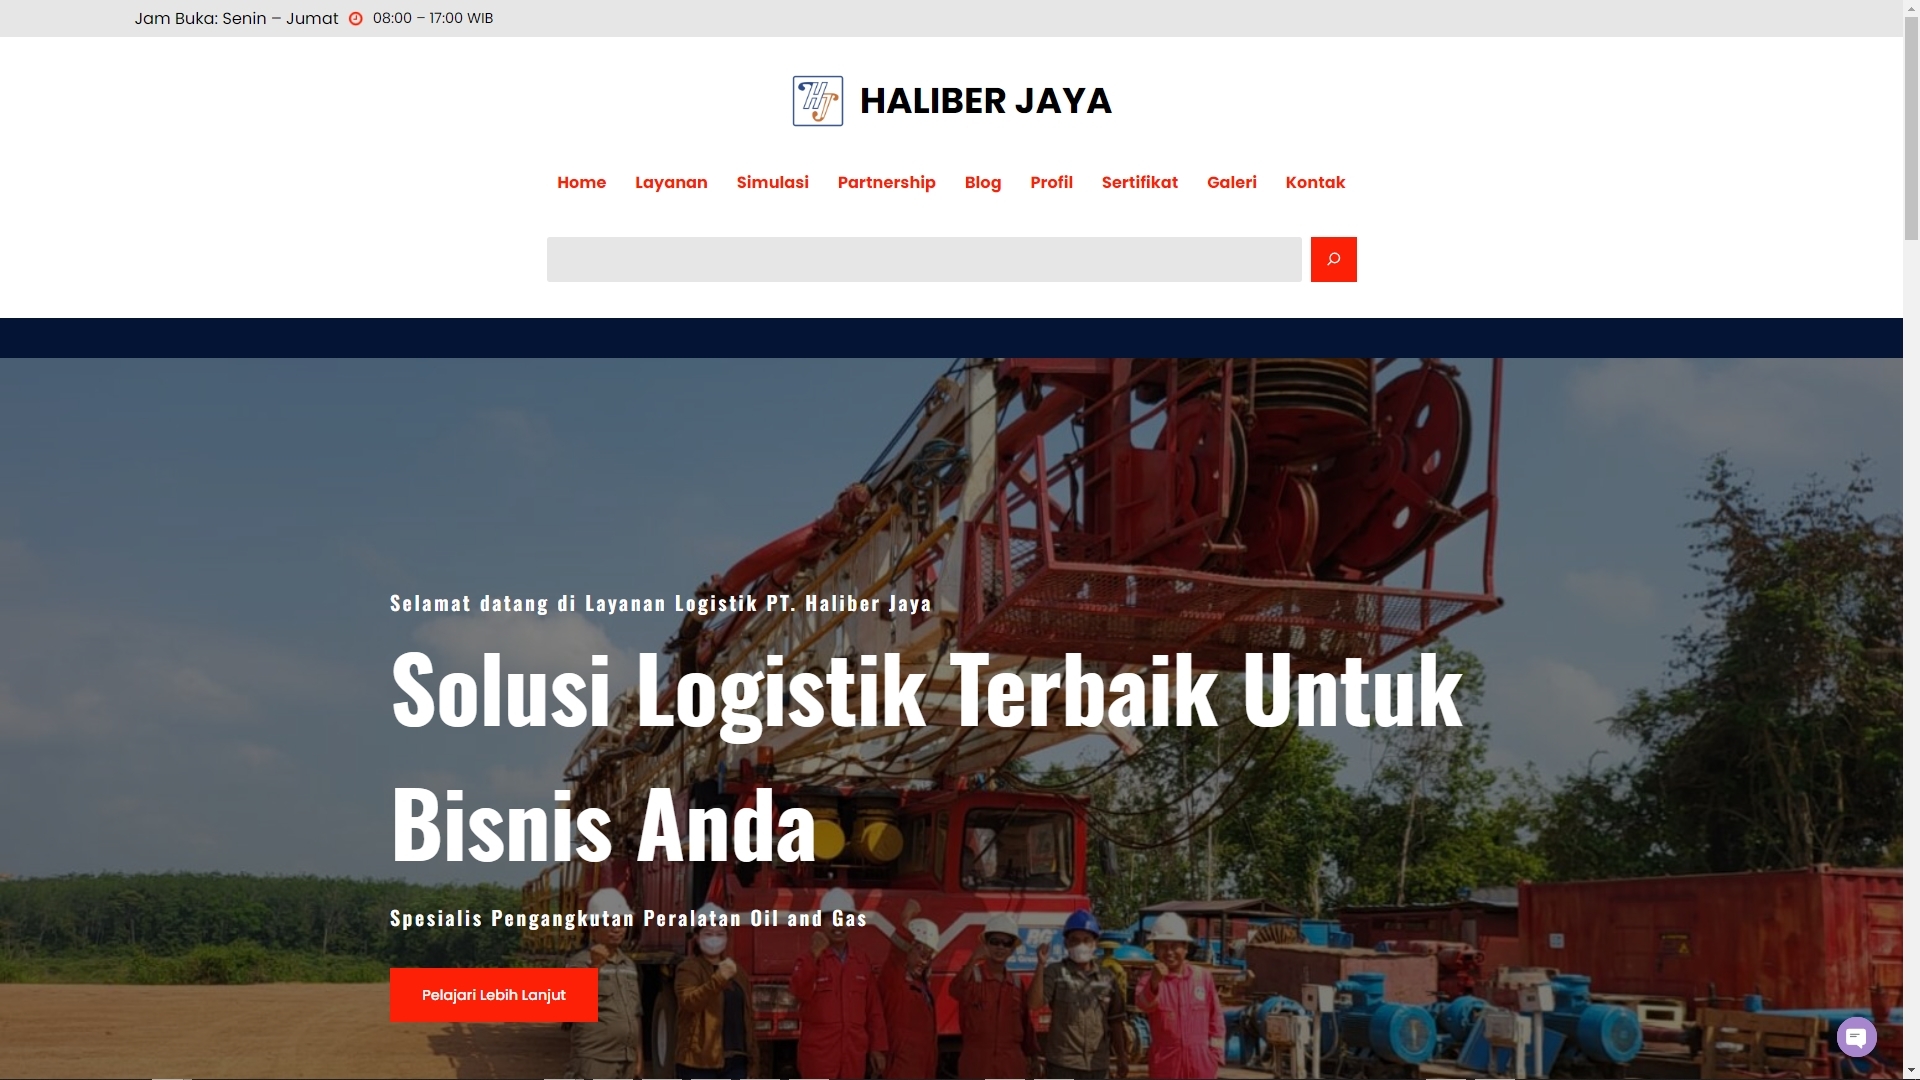 Jam Buka: Senin – Jumat 08:00 – 17:00 WIB
HJ HALIBER JAYA
Home Layanan Simulasi Partnership Blog Profil Sertifikat Galeri Kontak
Selamat datang di Layanan Logistik PT. Haliber Jaya
Solusi Logistik Terbaik Untuk
Bisnis Anda
Spesialis Pengangkutan Peralatan Oil and Gas
Pelajari Lebih Lanjut